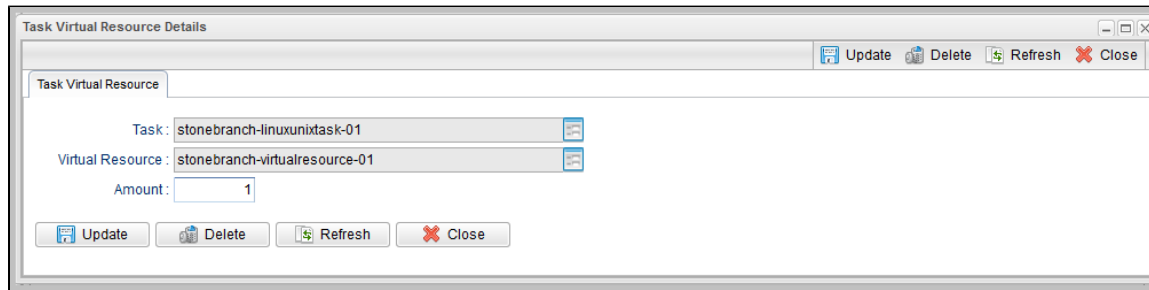 Task Virtual Resource Details
Update Delete Refresh Close
Task Virtual Resource
Task : stonebranch-linuxunixtask-01
Virtual Resource : stonebranch-virtualresource-01
Amount : 1
Update Delete Refresh Close